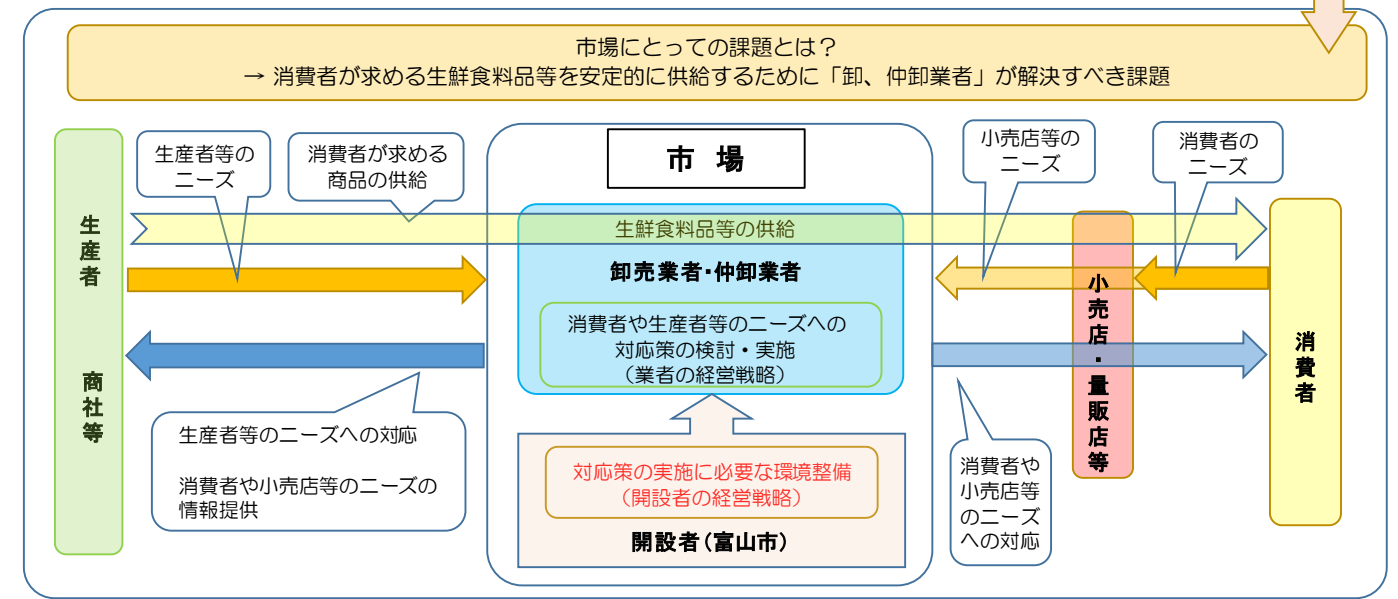 市場にとっての課題とは？
→ 消費者が求める生鮮食料品等を安定的に供給するために「卸、仲卸業者」が解決すべき課題
生産者
商社等
生産者等の
ニーズ
消費者が求める
商品の供給
市 場
小売店等の
ニーズ
消費者の
ニーズ
生鮮食料品等の供給
卸売業者・仲卸業者
消費者や生産者等のニーズへの
対応策の検討・実施
（業者の経営戦略）
小売店・量販店等
消費者
生産者等のニーズへの対応
消費者や小売店等のニーズの
情報提供
対応策の実施に必要な環境整備
（開設者の経営戦略）
開設者（富山市）
消費者や
小売店等
のニーズ
への対応